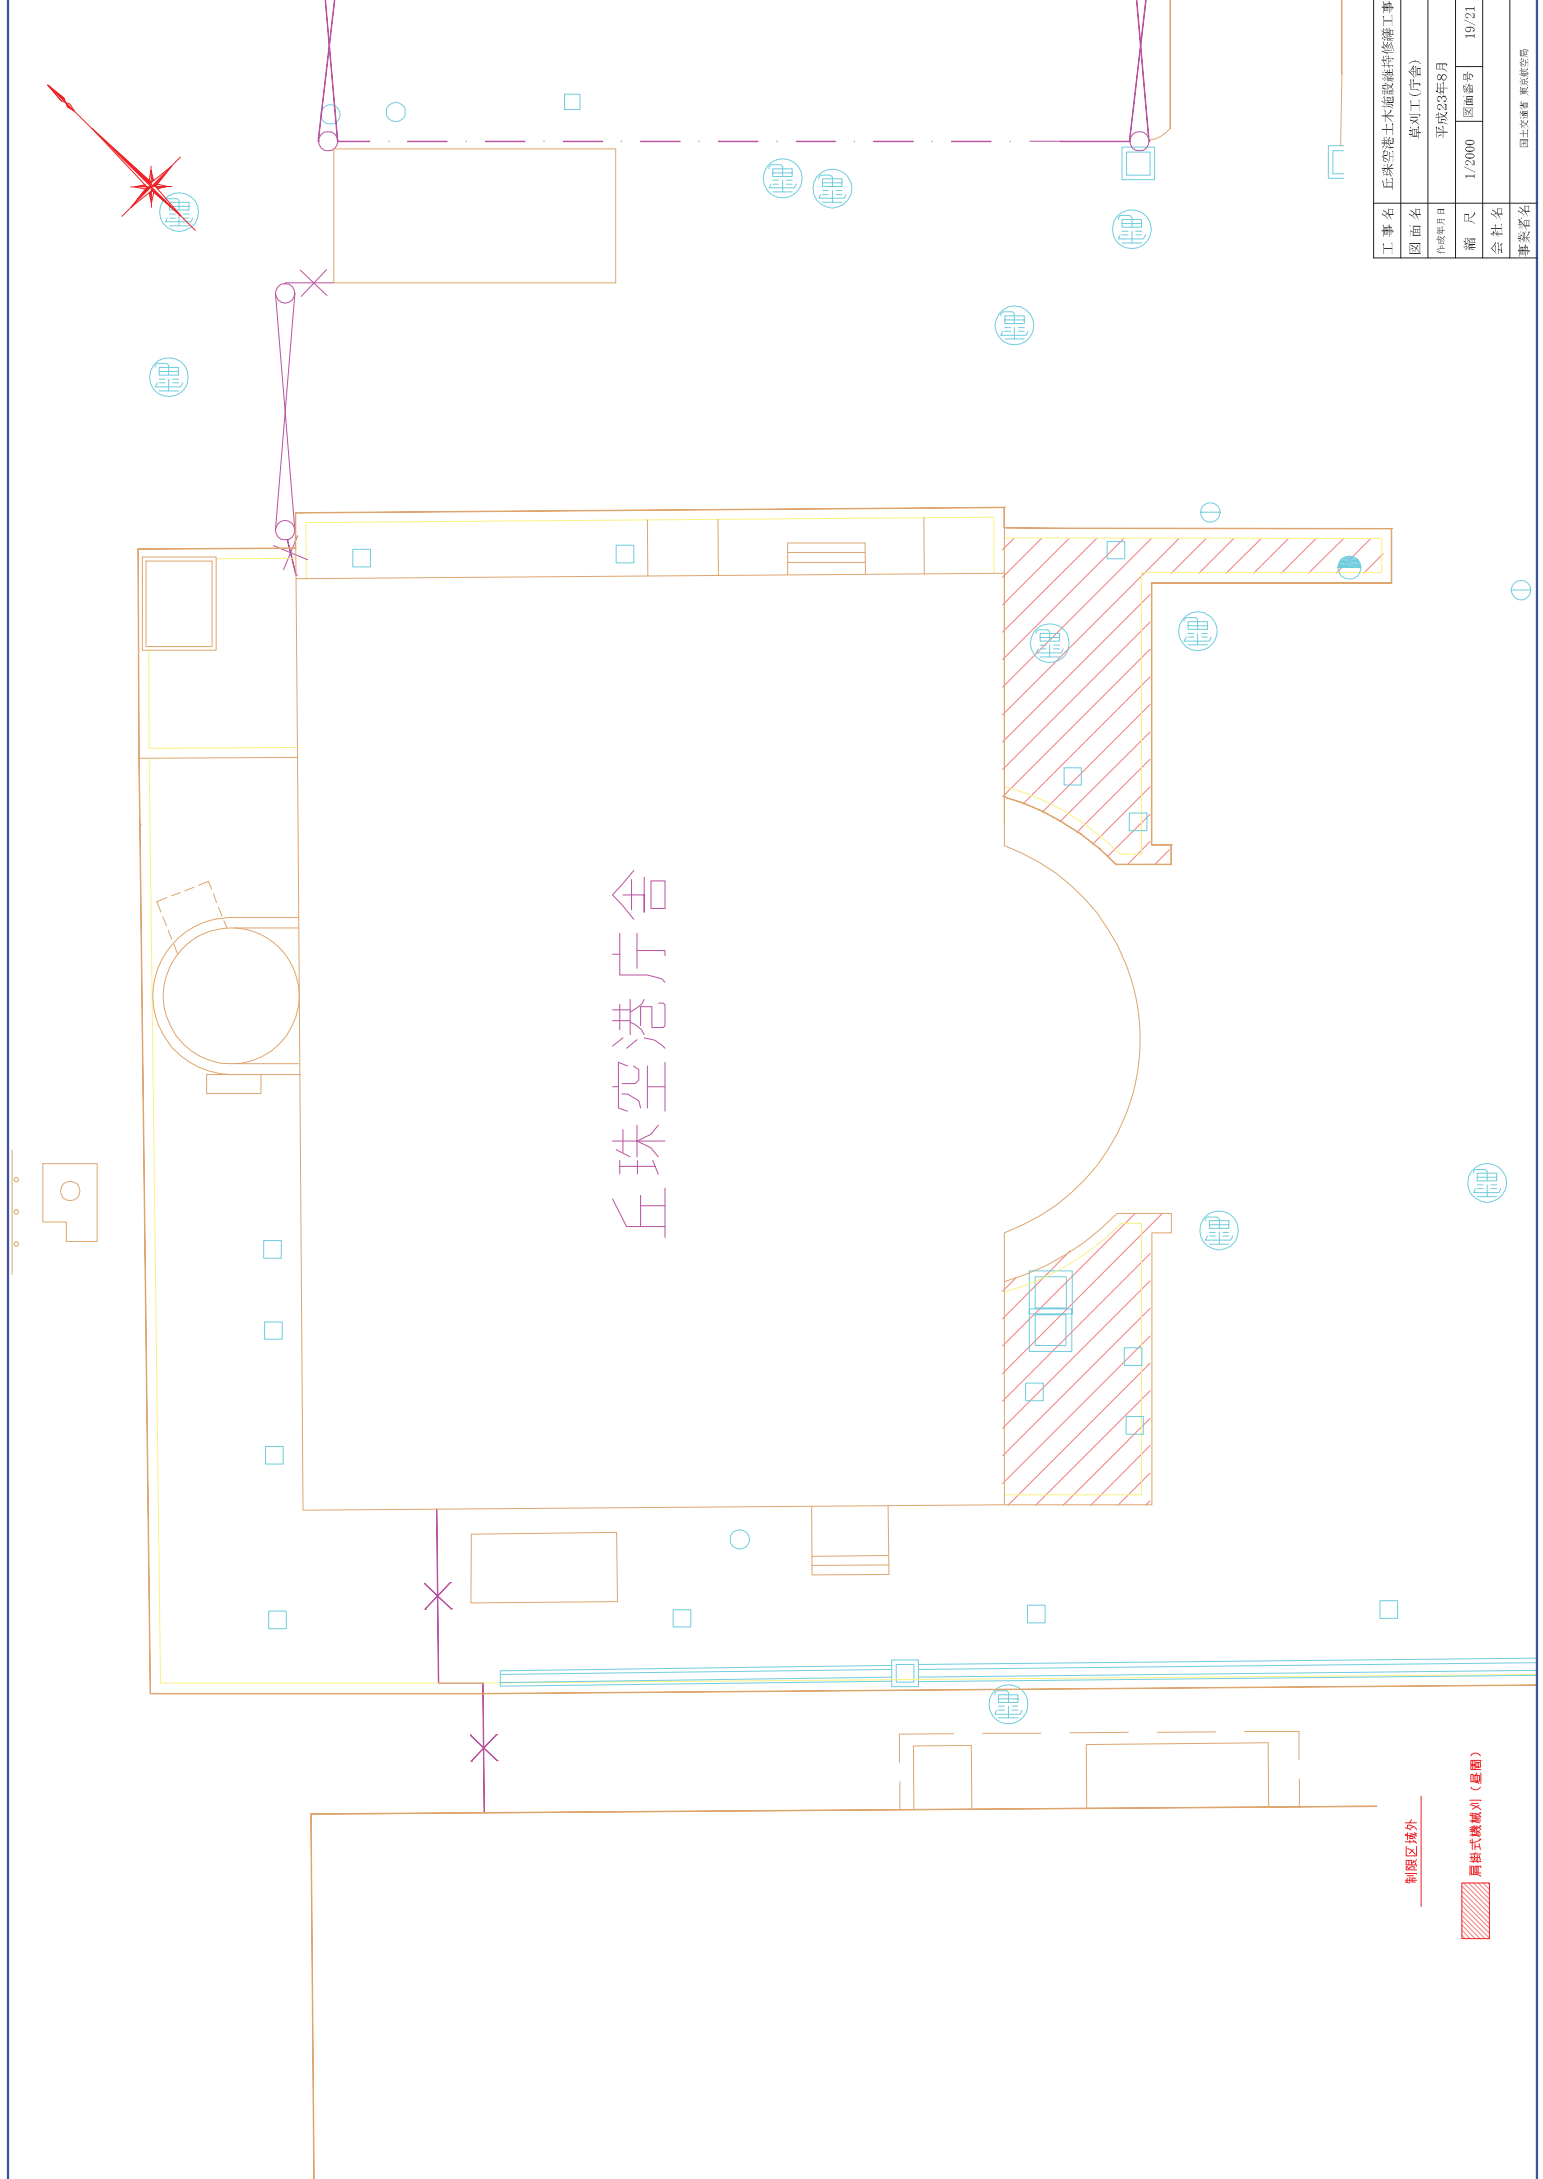 丘珠空港庁舎
制限区域外
肩掛式機械刈（昼間）
工事名 丘珠空港土木施設維持修繕工事
図面名 草刈工(庁舎)
作成年月日 平成23年8月
縮尺 1/2000 図面番号 19/21
会社名
事業者名 国土交通省 東京航空局